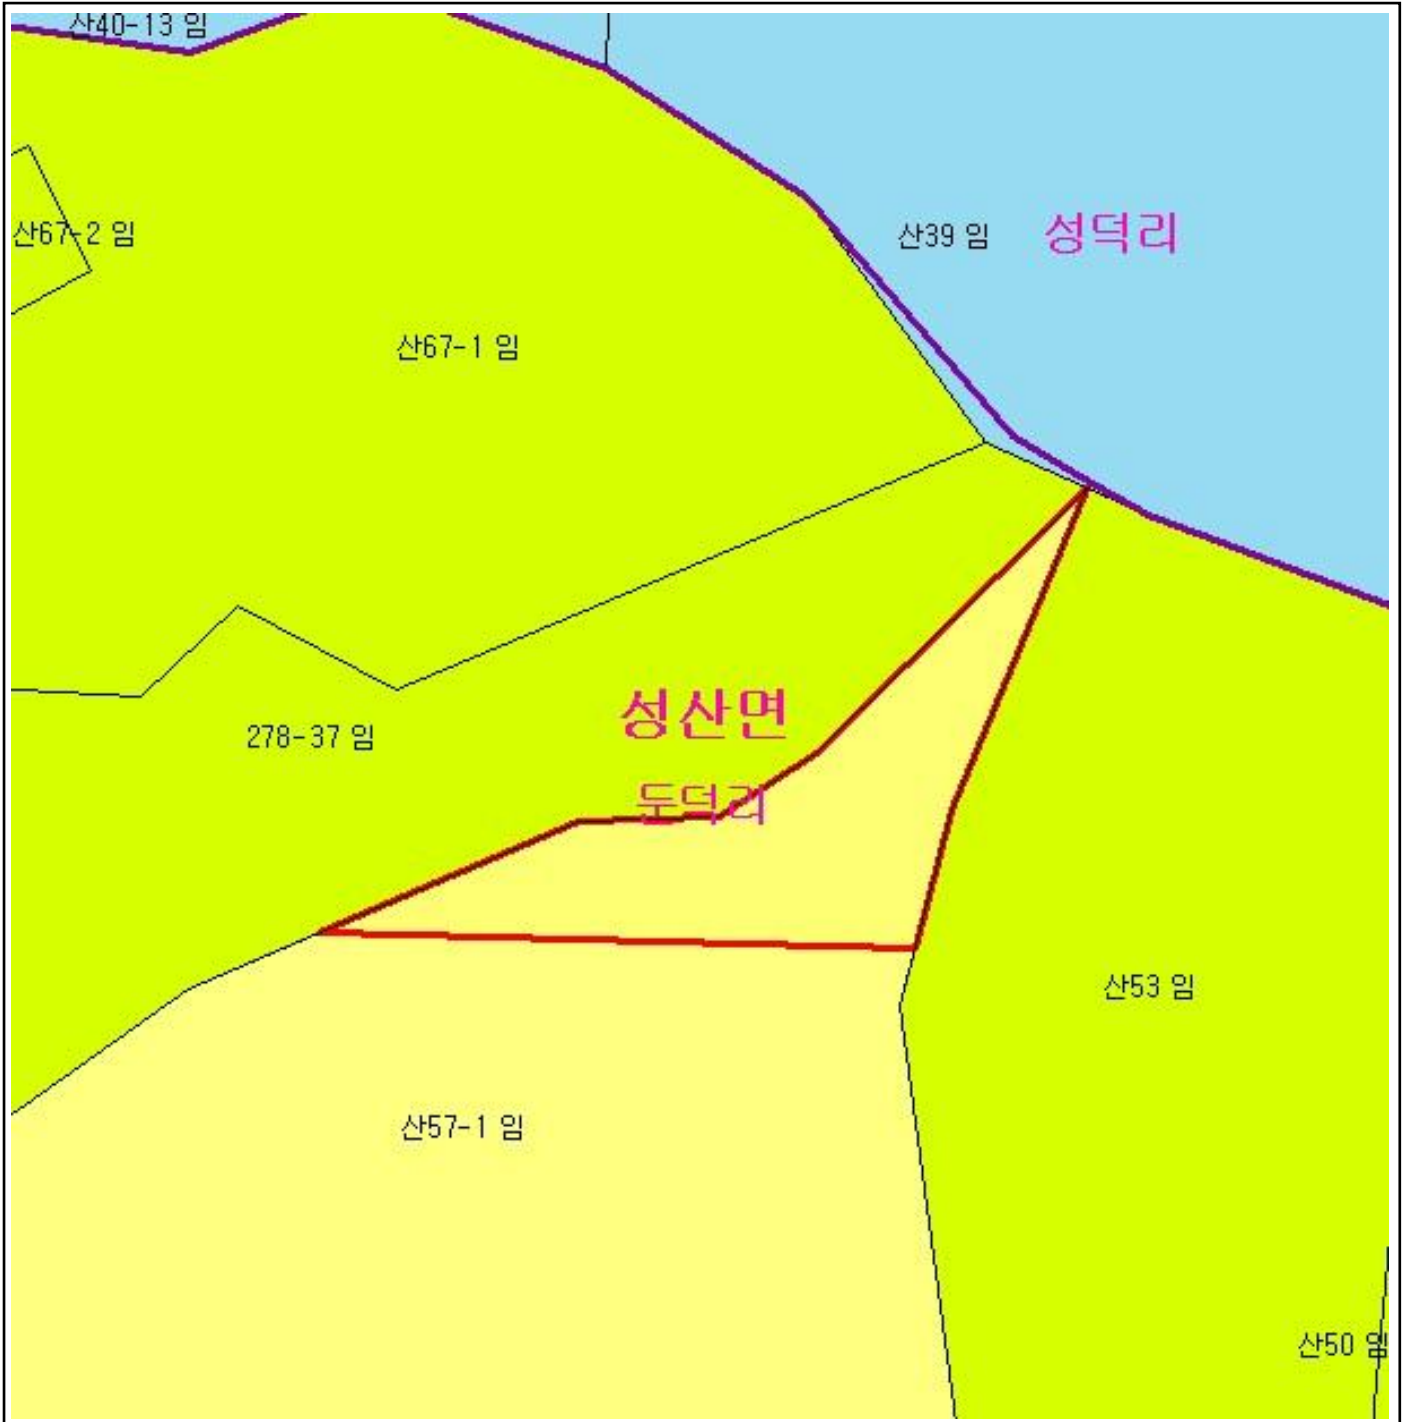 산40-13 임
산67-2 임
산39 임
성덕리
산67-1 임
성산면
278-37 임
도덕리
산53 임
산57-1 임
산50 임